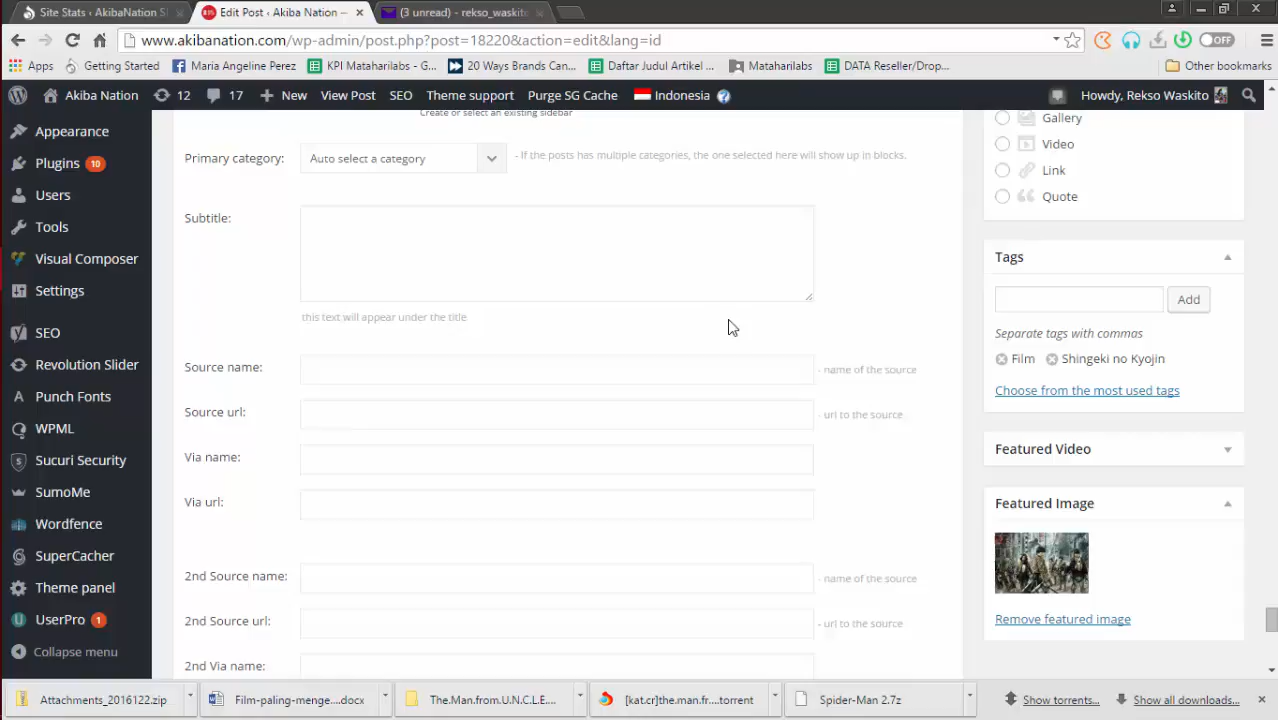 Site Stats ‹ AkibaNation S
Edit Post ‹ Akiba Nation —
(3 unread) - rekso_waskito
www.akibanation.com/wp-admin/post.php?post=18220&action=edit&lang=id
OFF
Apps
Getting Started
Maria Angeline Perez
KPI Mataharilabs - G...
20 Ways Brands Can...
Daftar Judul Artikel ...
Mataharilabs
DATA Reseller/Drop...
Other bookmarks
Akiba Nation
12
17
New
View Post
SEO
Theme support
Purge SG Cache
Indonesia
Howdy, Rekso Waskito
Appearance
Plugins 10
Users
Tools
Visual Composer
Settings
SEO
Revolution Slider
Punch Fonts
WPML
Sucuri Security
SumoMe
Wordfence
SuperCacher
Theme panel
UserPro 1
Collapse menu
Create or select an existing sidebar
Primary category:
Auto select a category
- If the posts has multiple categories, the one selected here will show up in blocks.
Subtitle:
this text will appear under the title
Source name:
- name of the source
Source url:
- url to the source
Via name:
Via url:
2nd Source name:
- name of the source
2nd Source url:
- url to the source
2nd Via name:
Gallery
Video
Link
Quote
Tags
Add
Separate tags with commas
Film
Shingeki no Kyojin
Choose from the most used tags
Featured Video
Featured Image
Remove featured image
Attachments_2016122.zip
Film-paling-menge....docx
The.Man.from.U.N.C.L.E....
[kat.cr]the.man.fr....torrent
Spider-Man 2.7z
Show torrents...
Show all downloads...